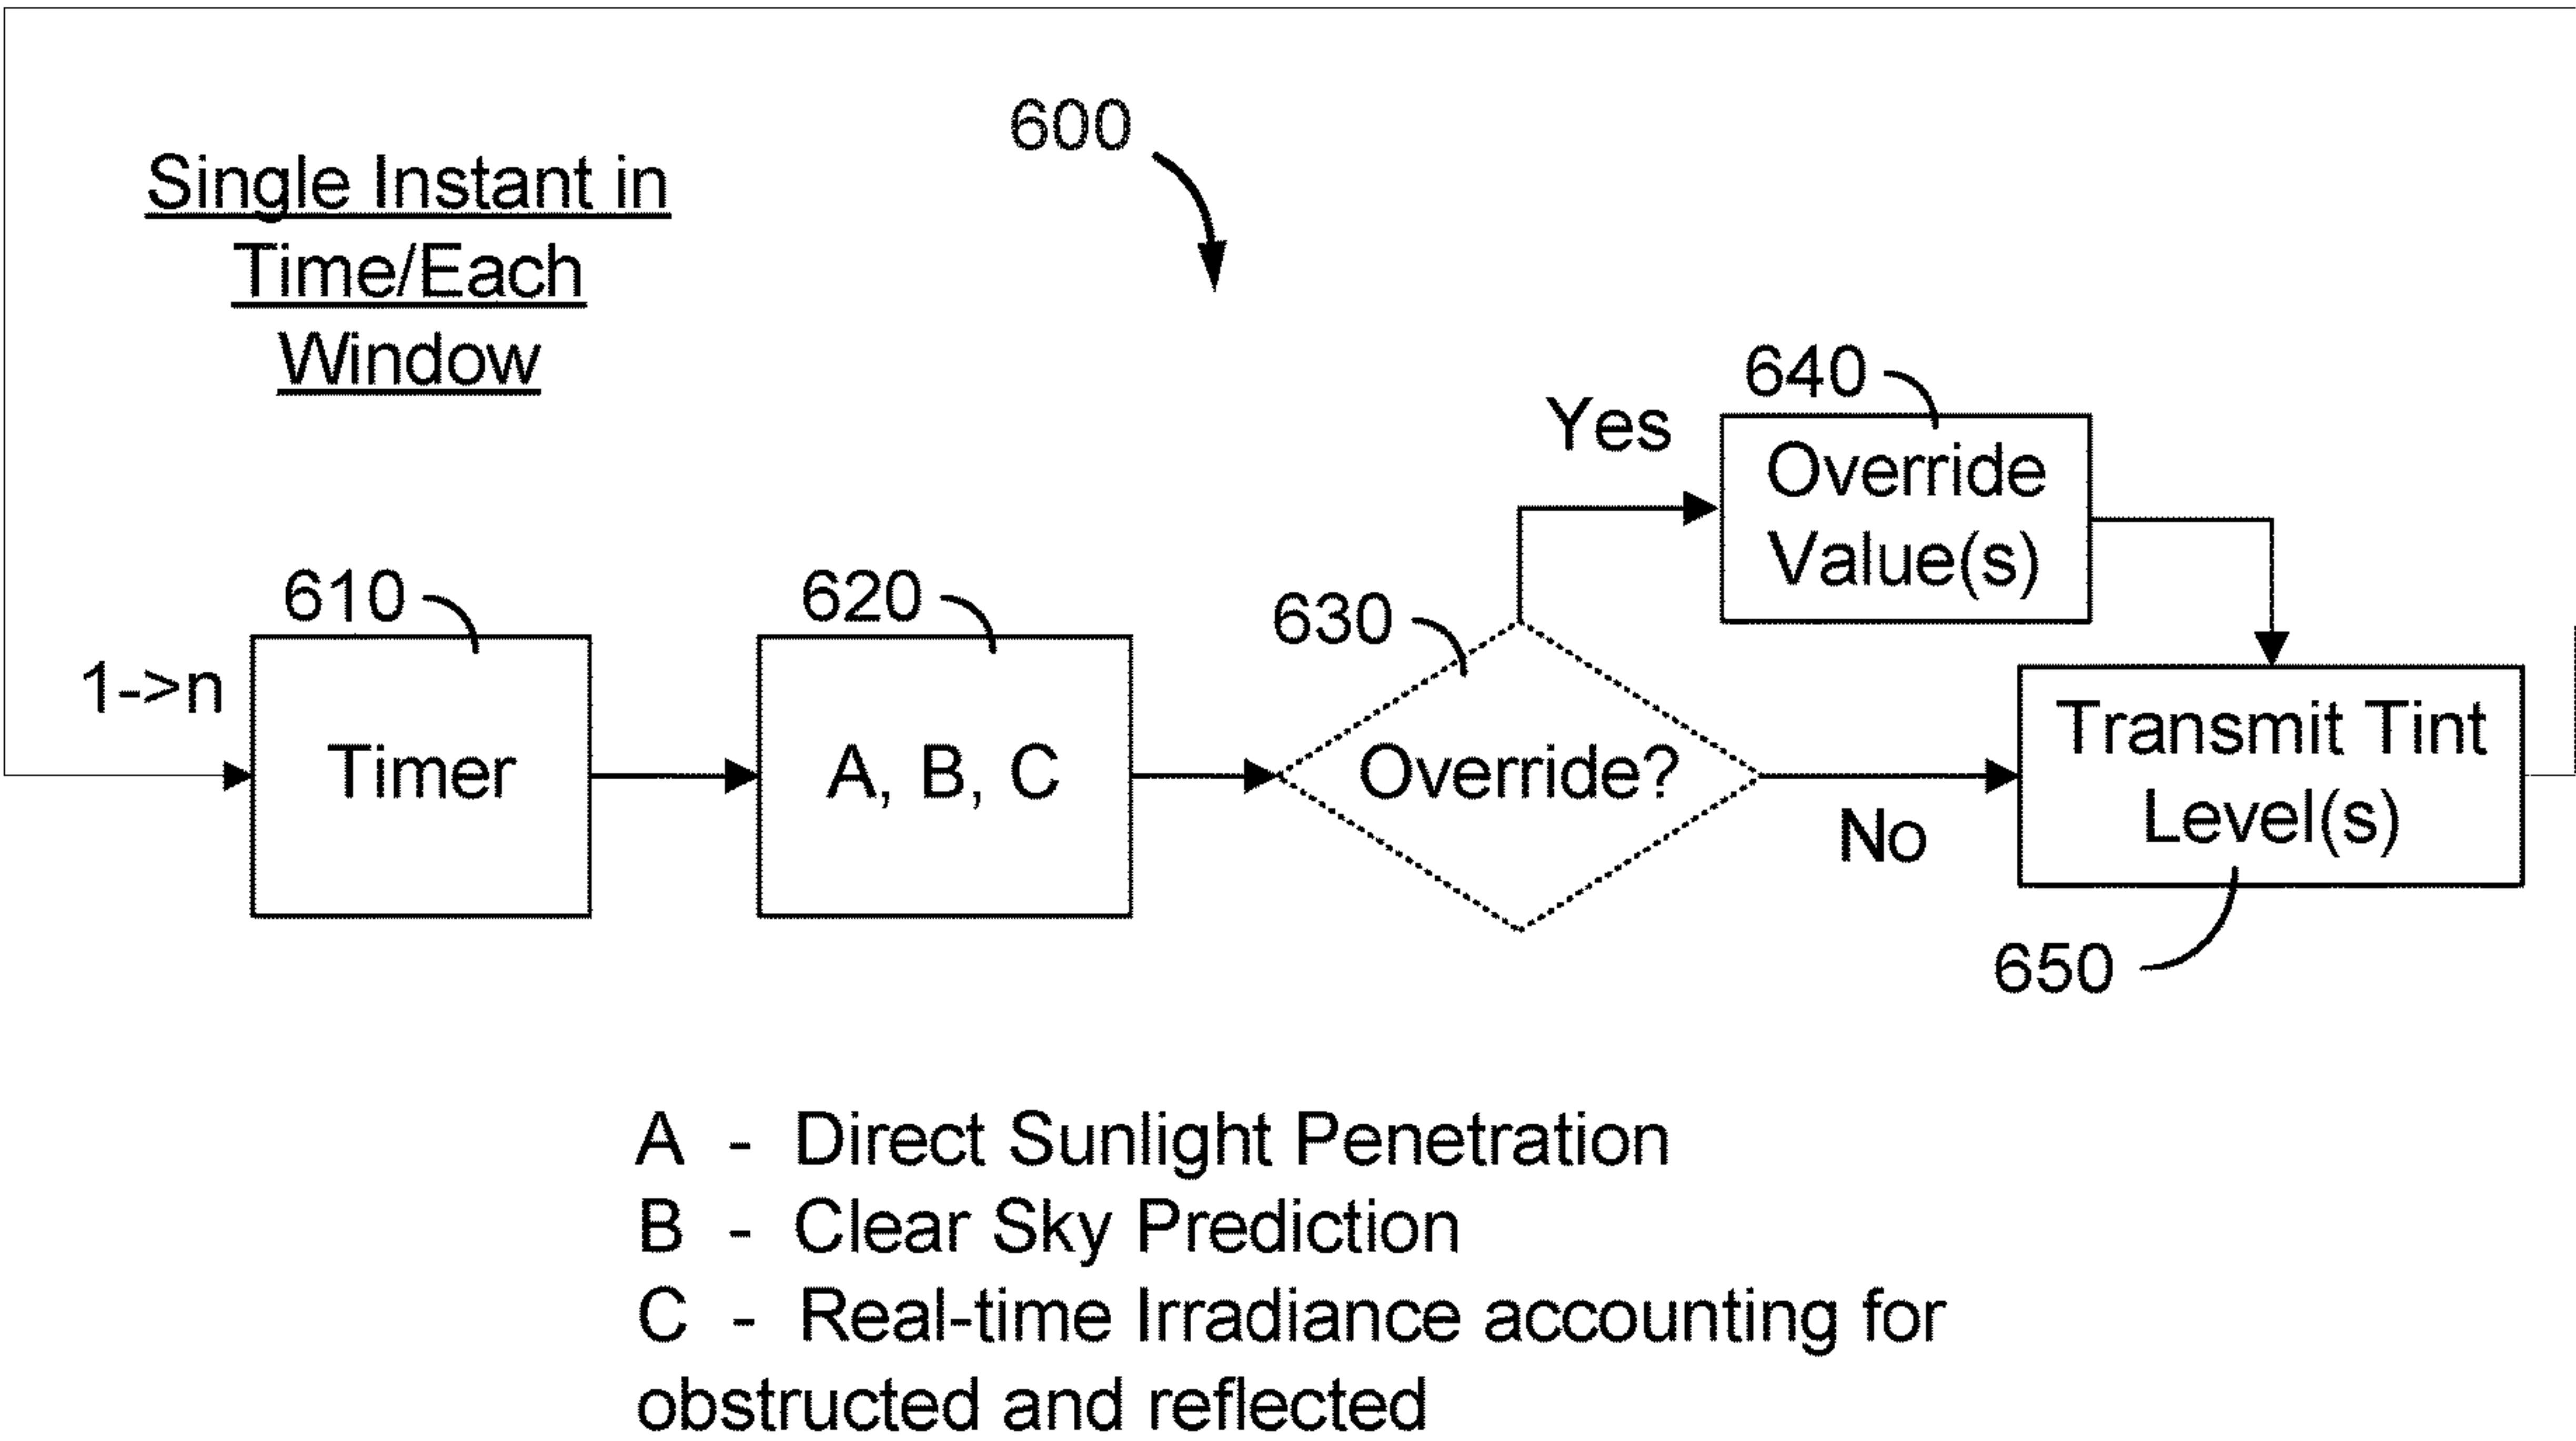 600
Single Instant in
Time/Each
Window
640
Yes
Override
Value(s)
610
620
630
1->n
Timer
A, B, C
Override?
No
Transmit Tint
Level(s)
650
A - Direct Sunlight Penetration
B - Clear Sky Prediction
C - Real-time Irradiance accounting for
obstructed and reflected